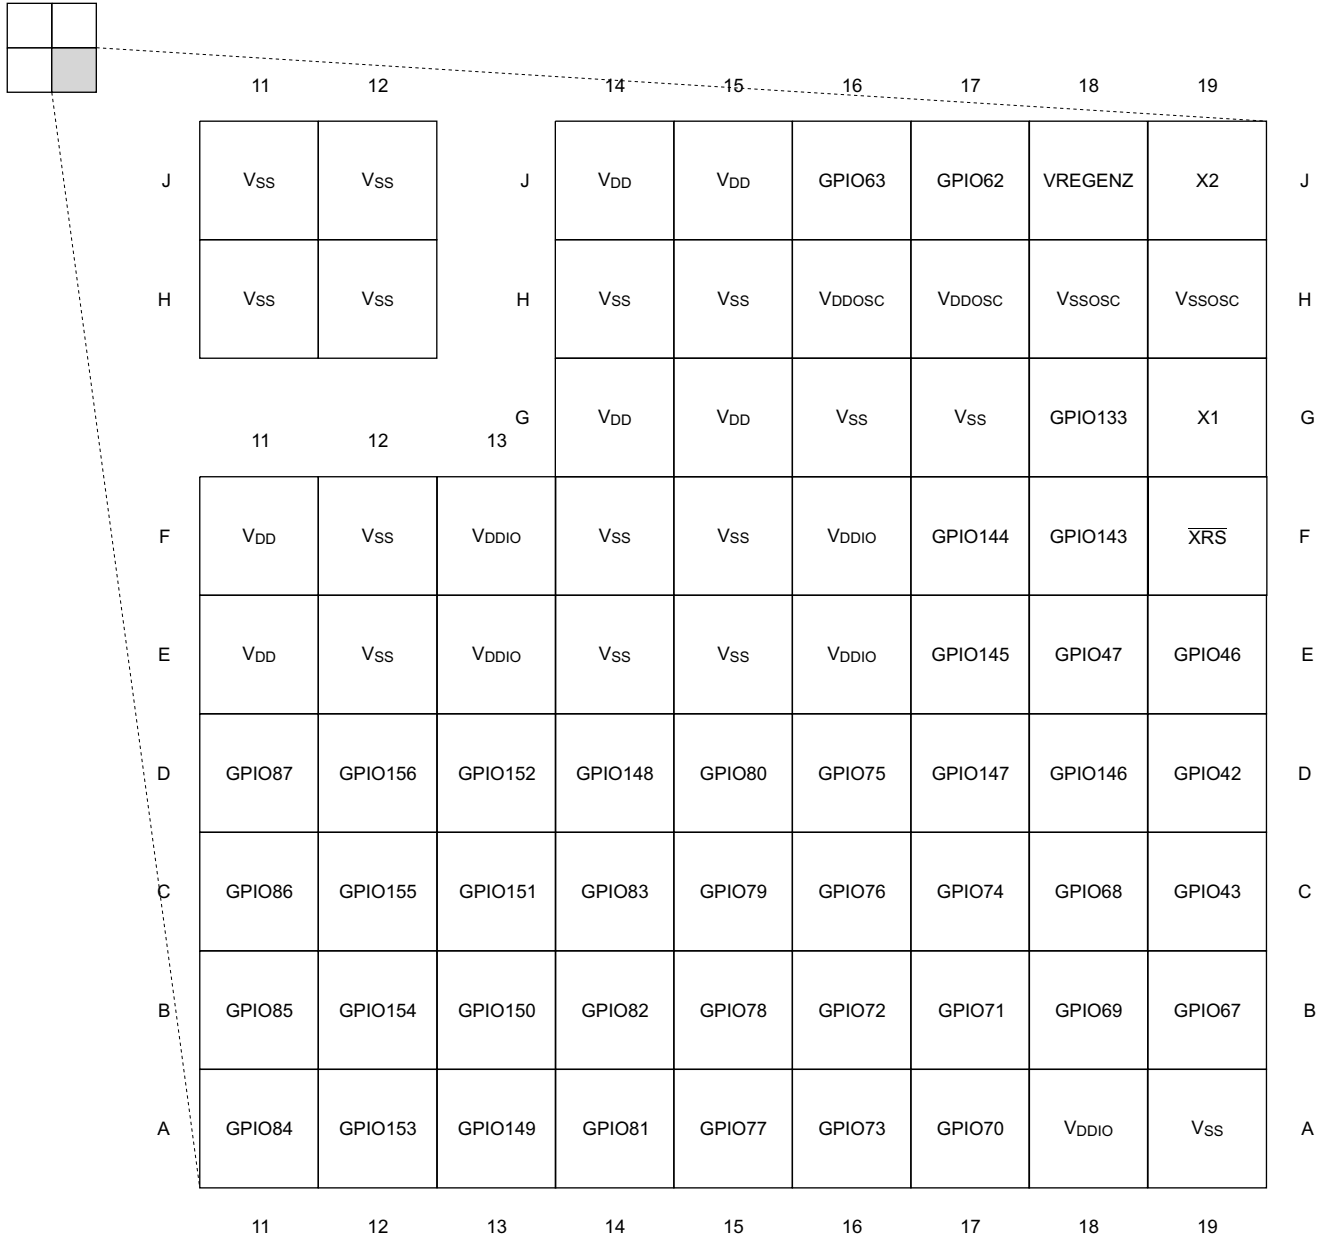 11 12 14 15 16 17 18 19
J VSS VSS J VDD VDD GPIO63 GPIO62 VREGENZ X2 J
H VSS VSS H VSS VSS VDDOSC VDDOSC VSSOSC VSSOSC H
G VDD VDD VSS VSS GPIO133 X1 G
11 12 13
F VDD VSS VDDIO VSS VSS VDDIO GPIO144 GPIO143 XRS F
E VDD VSS VDDIO VSS VSS VDDIO GPIO145 GPIO47 GPIO46 E
D GPIO87 GPIO156 GPIO152 GPIO148 GPIO80 GPIO75 GPIO147 GPIO146 GPIO42 D
C GPIO86 GPIO155 GPIO151 GPIO83 GPIO79 GPIO76 GPIO74 GPIO68 GPIO43 C
B GPIO85 GPIO154 GPIO150 GPIO82 GPIO78 GPIO72 GPIO71 GPIO69 GPIO67 B
A GPIO84 GPIO153 GPIO149 GPIO81 GPIO77 GPIO73 GPIO70 VDDIO VSS A
11 12 13 14 15 16 17 18 19